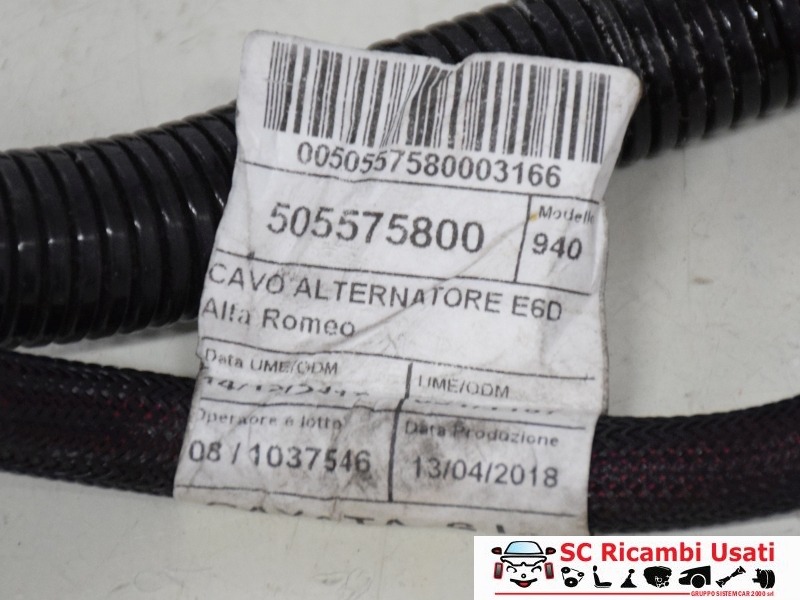 0050557580003166
505575800
Modello
940
CAVO ALTERNATORE E6D
Alfa Romeo
Data UME/ODM
UME/ODM
Operatore e lotto
08 / 1037546
Data Produzione
13/04/2018
SC Ricambi Usati
GRUPPO SISTEMCAR 2000 srl